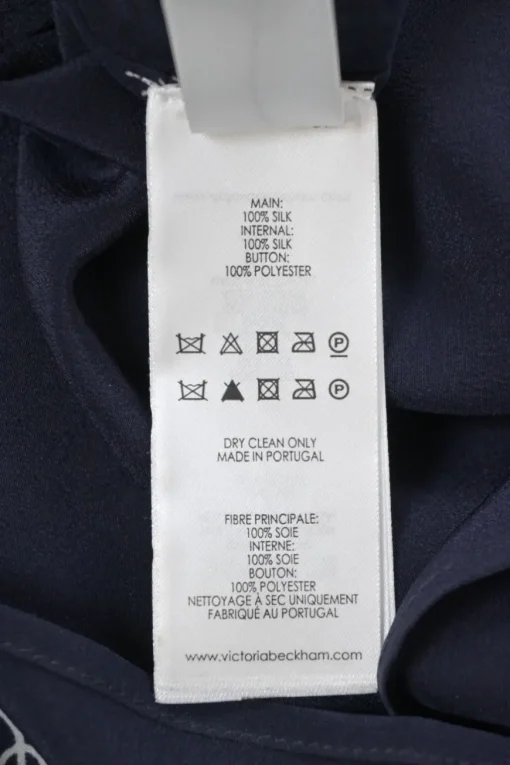 MAIN:
100% SILK
INTERNAL:
100% SILK
BUTTON:
100% POLYESTER
P
P
DRY CLEAN ONLY
MADE IN PORTUGAL
FIBRE PRINCIPALE:
100% SOIE
INTERNE:
100% SOIE
BOUTON:
100% POLYESTER
NETTOYAGE À SEC UNIQUEMENT
FABRIQUÉ AU PORTUGAL
www.victoriabeckham.com